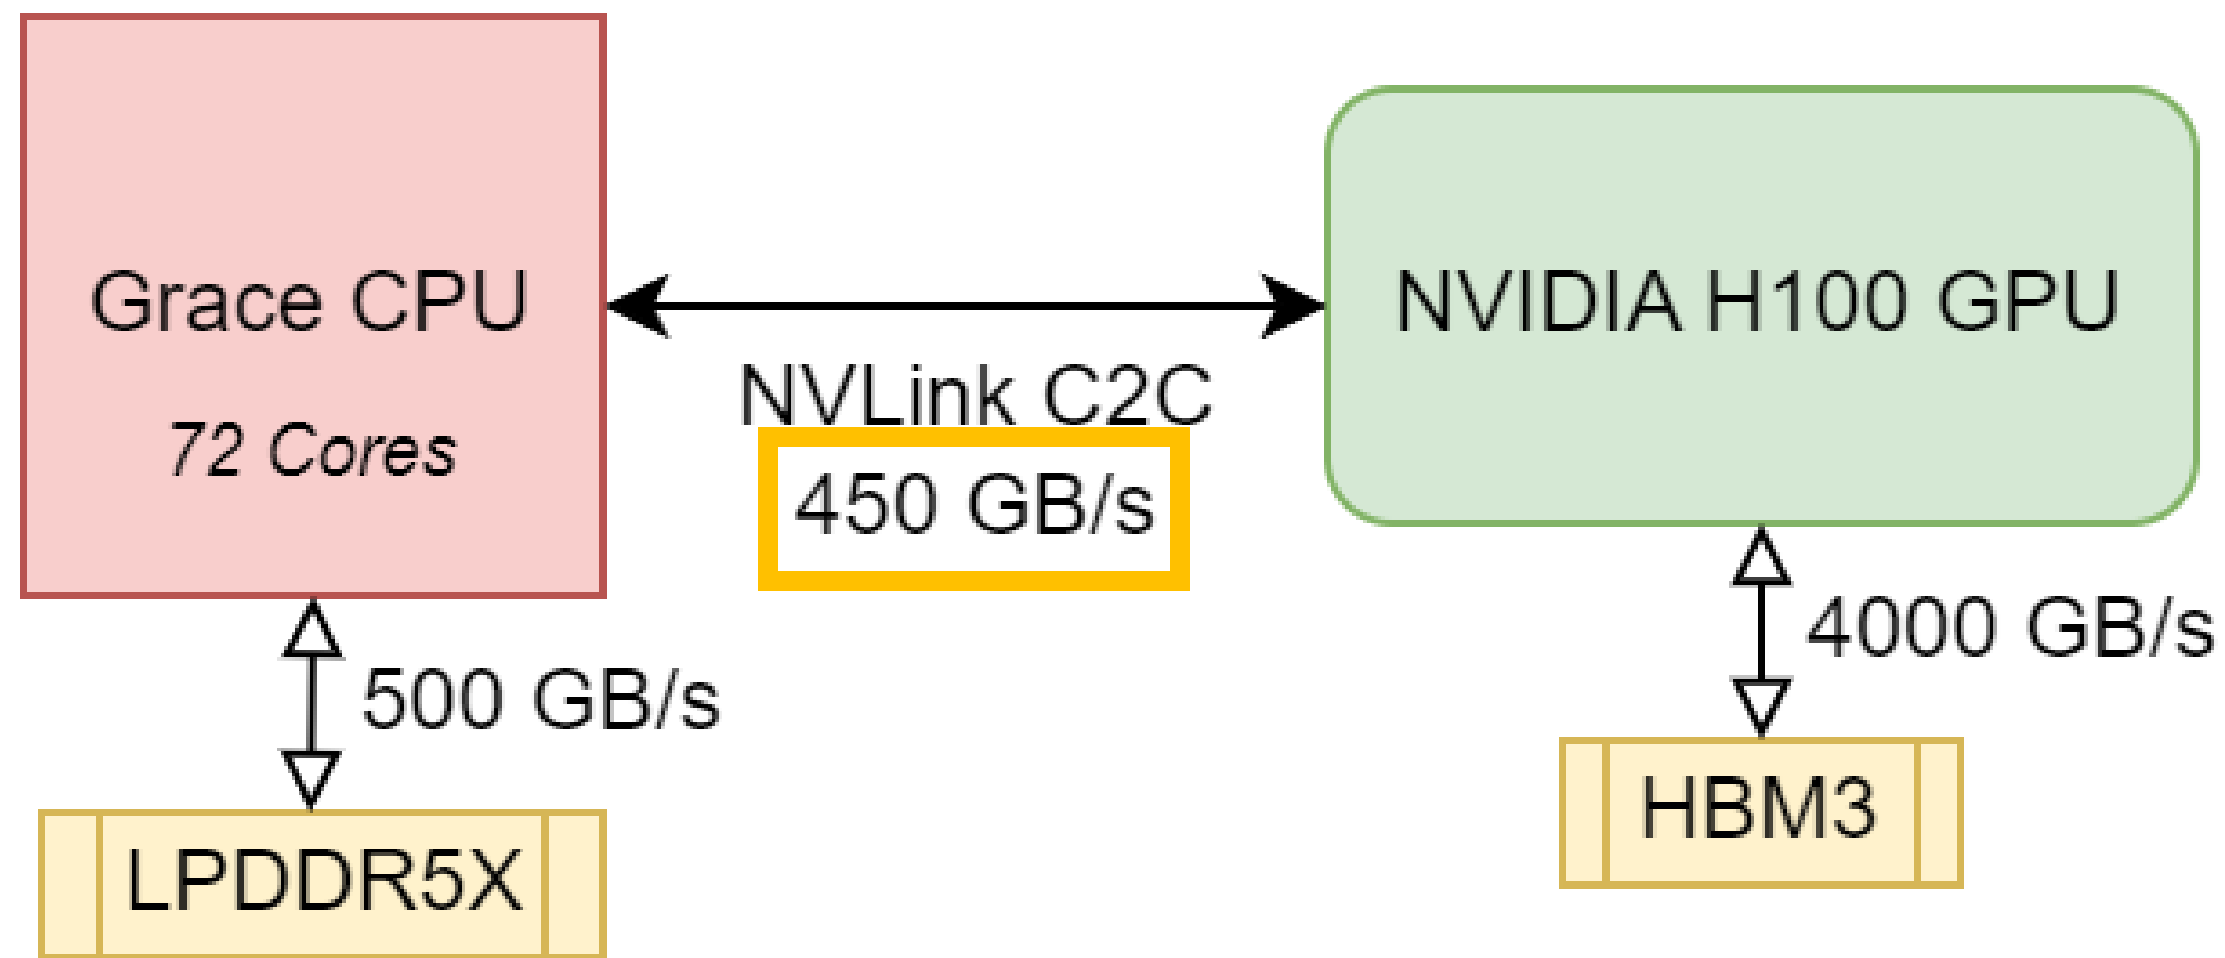 Grace CPU
72 Cores
NVLink C2C
450 GB/s
NVIDIA H100 GPU
500 GB/s
4000 GB/s
LPDDR5X
HBM3